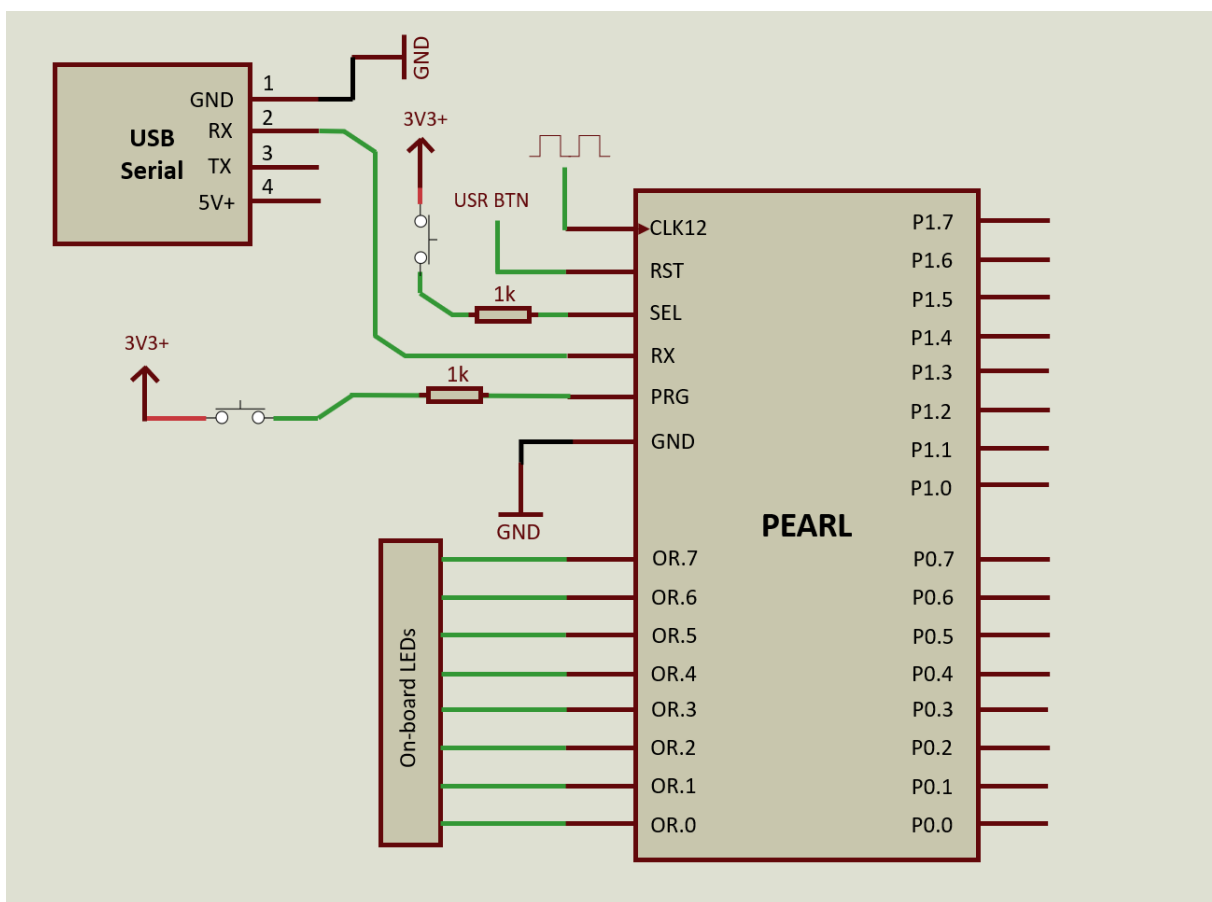 GND
1
GND
2
RX
USB
Serial
3
TX
4
5V+
3V3+
USR BTN
1k
3V3+
1k
GND
CLK12
RST
SEL
RX
PRG
GND
PEARL
OR.7
OR.6
OR.5
OR.4
OR.3
OR.2
OR.1
OR.0
On-board LEDs
P1.7
P1.6
P1.5
P1.4
P1.3
P1.2
P1.1
P1.0
P0.7
P0.6
P0.5
P0.4
P0.3
P0.2
P0.1
P0.0